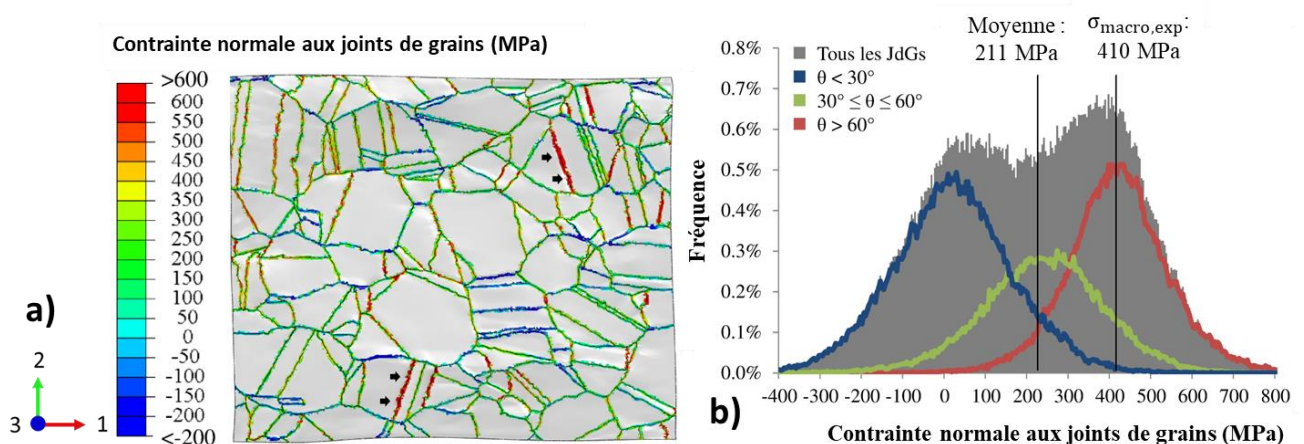 Contrainte normale aux joints de grains (MPa)
>600
600
550
500
450
400
350
300
250
200
150
100
50
0
-50
-100
-150
-200
<-200
a)
2
3
1
Moyenne :
211 MPa
σmacro,exp:
410 MPa
Tous les JdGs
θ < 30°
30° ≤ θ ≤ 60°
θ > 60°
Fréquence
0.8%
0.7%
0.6%
0.5%
0.4%
0.3%
0.2%
0.1%
0.0%
-400 -300 -200 -100 0 100 200 300 400 500 600 700 800
b)
Contrainte normale aux joints de grains (MPa)